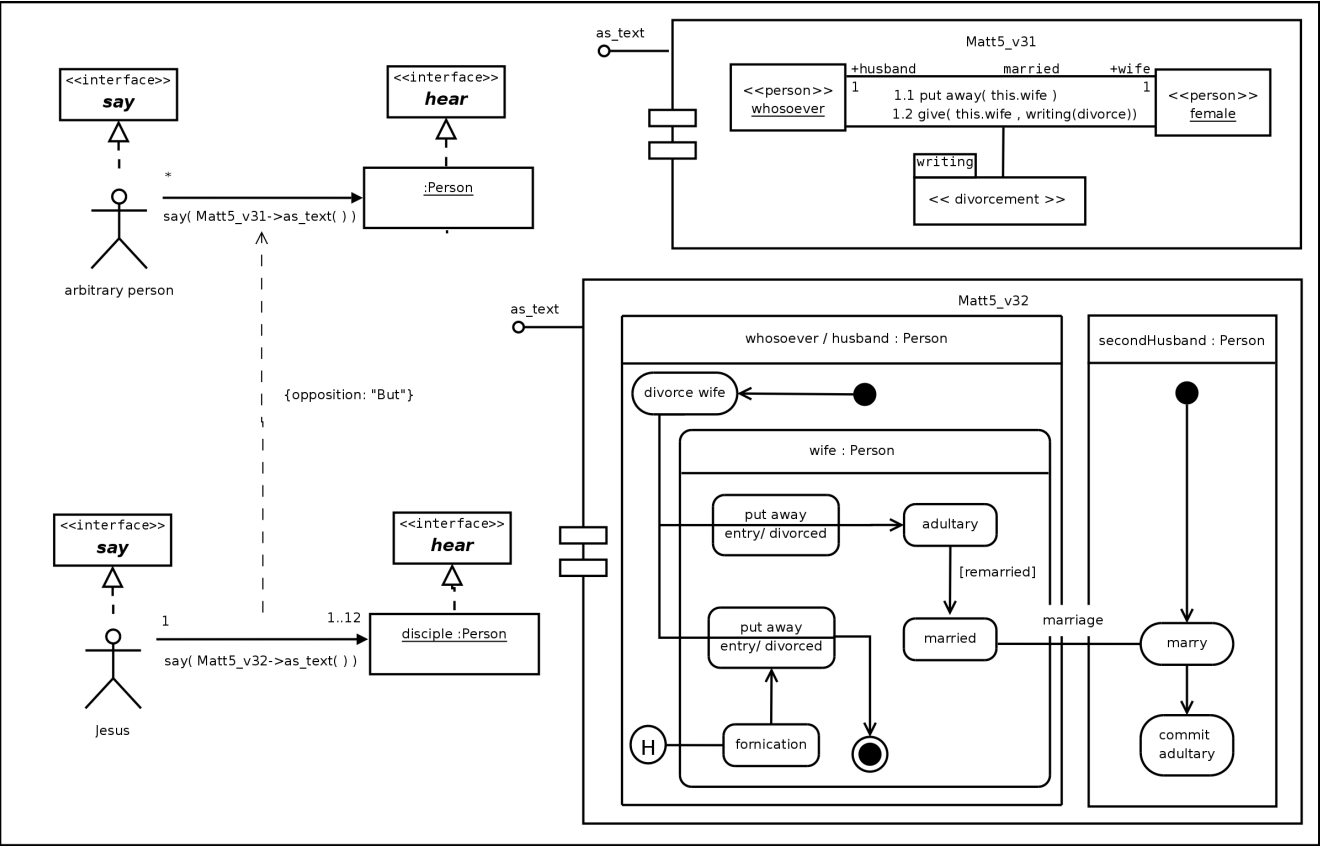 <<interface>>
say
<<interface>>
hear
*
:Person
say( Matt5_v31->as_text( ) )
arbitrary person
{opposition: "But"}
<<interface>>
say
<<interface>>
hear
1
1..12
disciple :Person
say( Matt5_v32->as_text( ) )
Jesus
as_text
Matt5_v31
+husband
married
+wife
1
1
<<person>>
whosoever
1.1 put away( this.wife )
1.2 give( this.wife , writing(divorce))
<<person>>
female
writing
<< divorcement >>
as_text
Matt5_v32
whosoever / husband : Person
secondHusband : Person
divorce wife
wife : Person
put away
entry/ divorced
adultary
[remarried]
put away
entry/ divorced
married
marriage
marry
H
fornication
commit
adultary